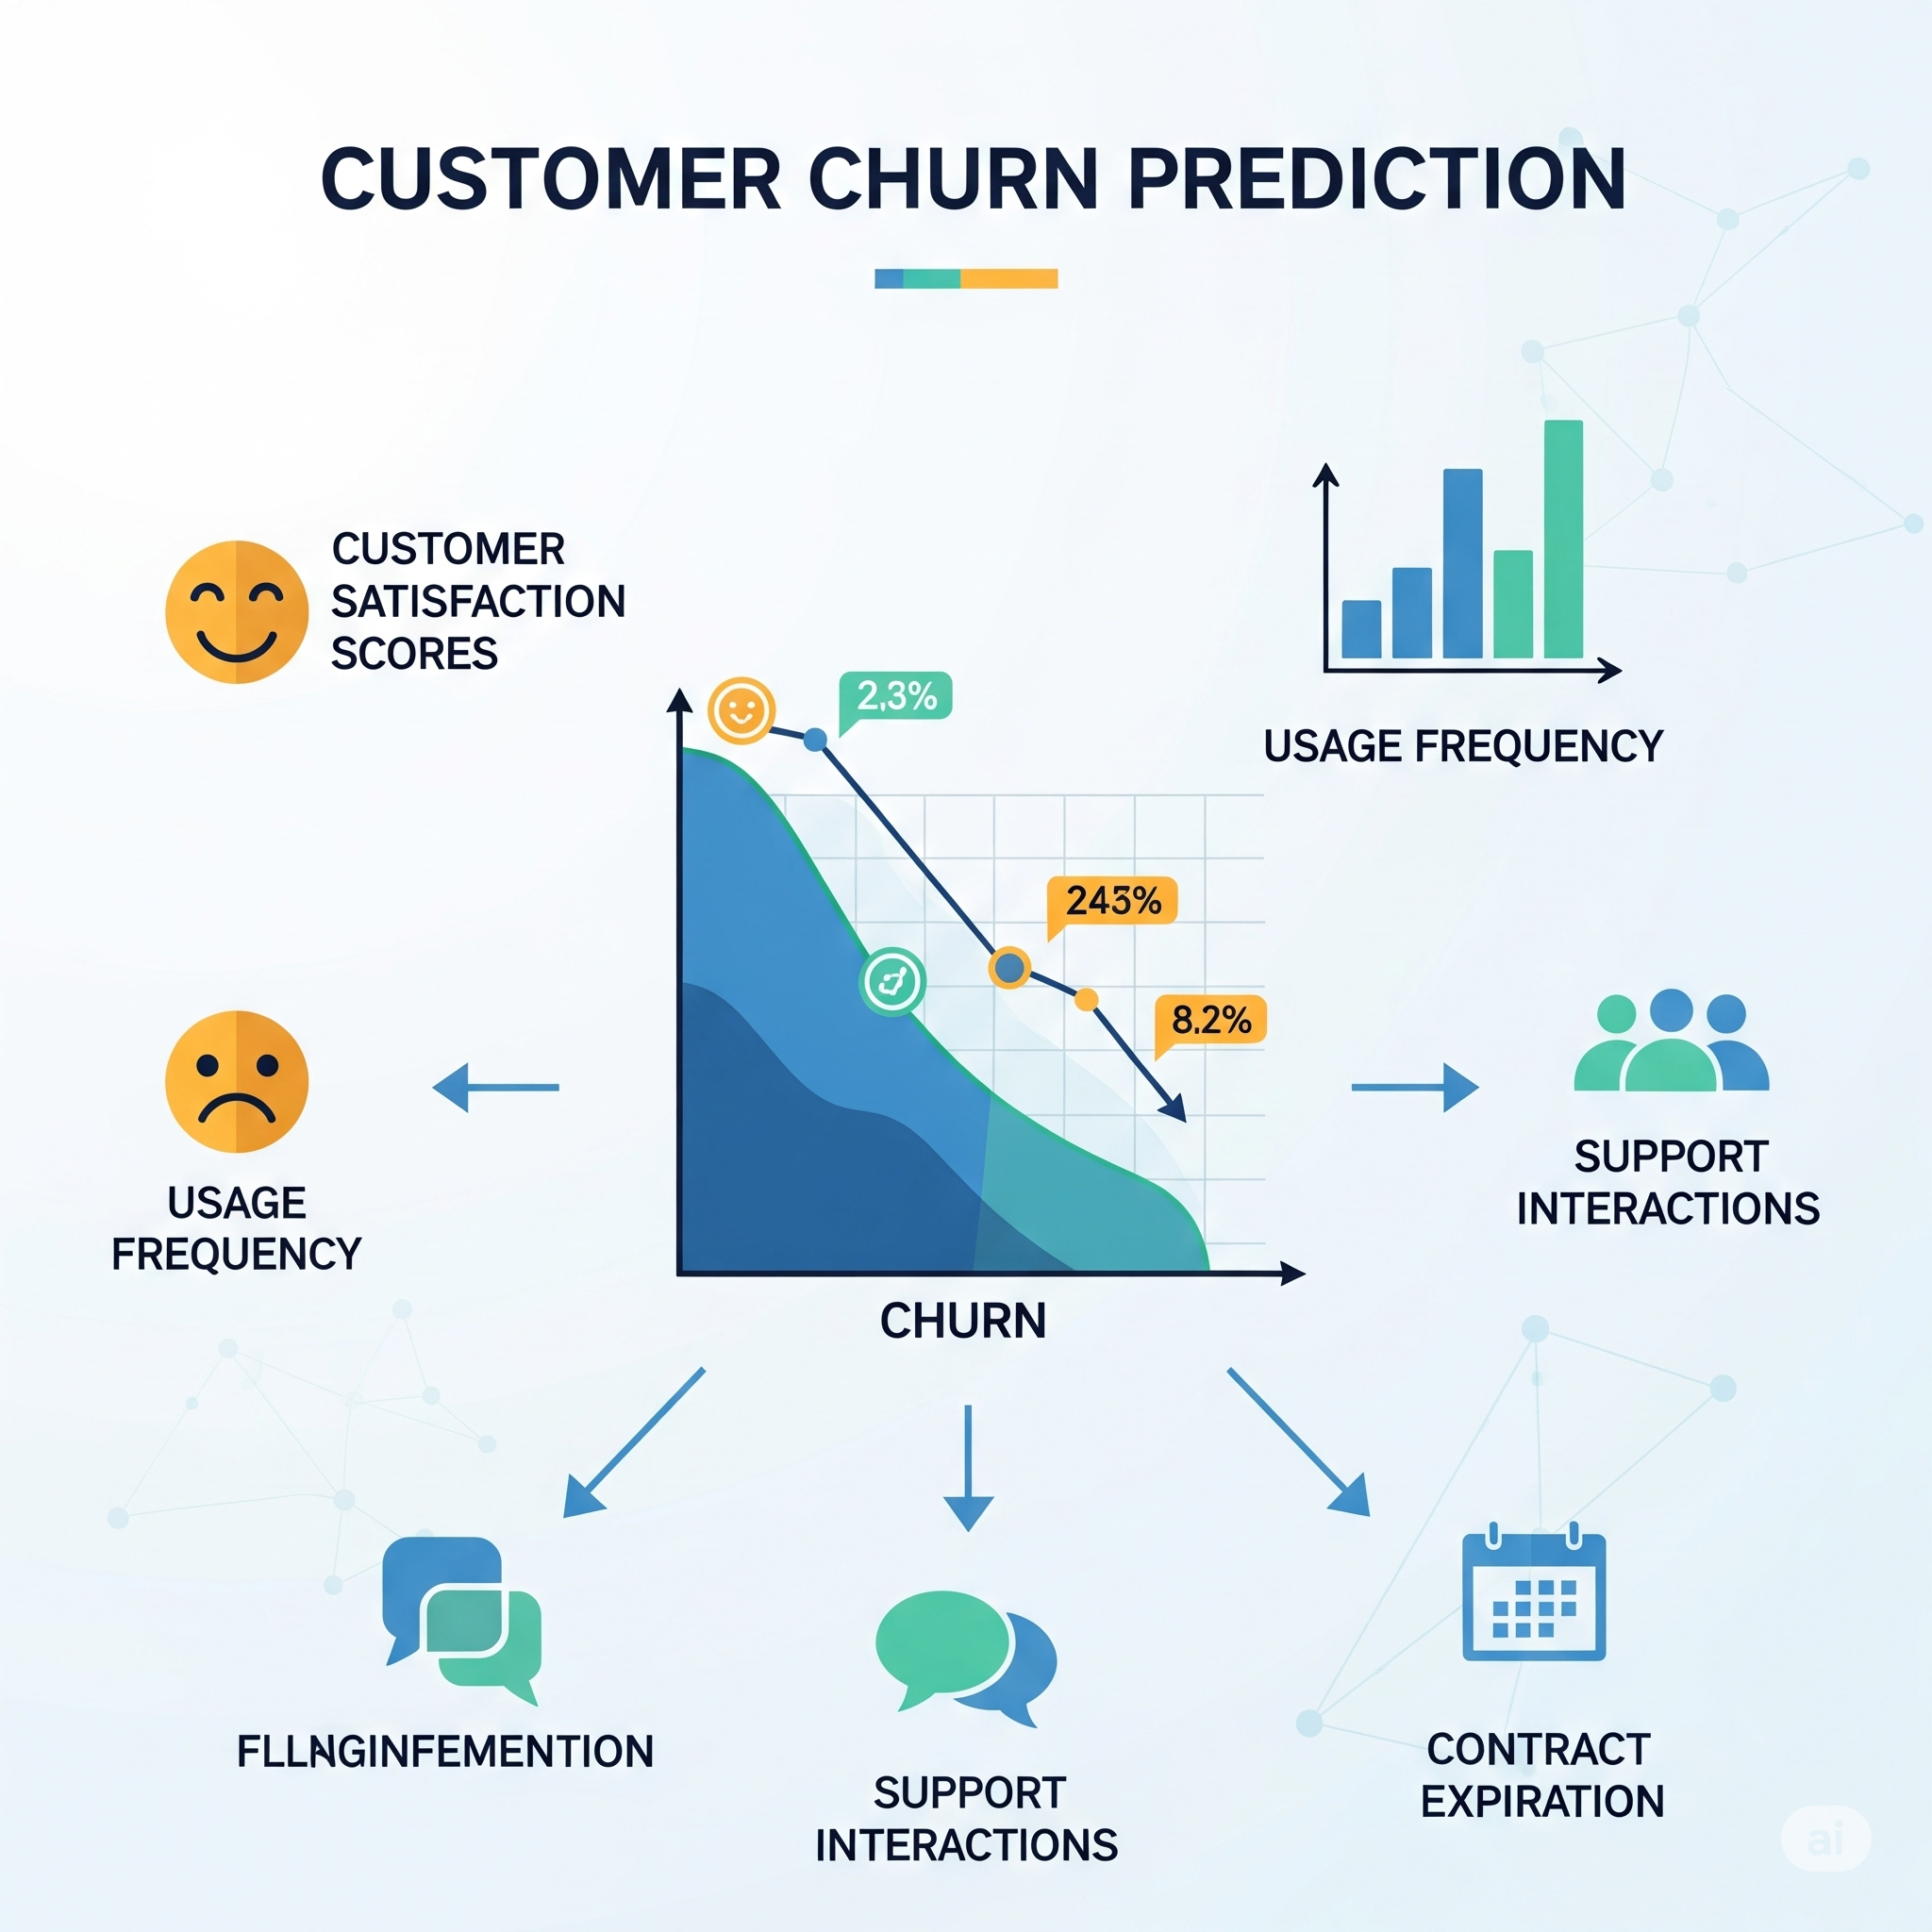 CUSTOMER CHURN PREDICTION
CUSTOMER
SATISFACTION
SCORES
USAGE FREQUENCY
2,3%
243%
8.2%
USAGE
FREQUENCY
SUPPORT
INTERACTIONS
CHURN
FLLNGINFEMENTION
SUPPORT
INTERACTIONS
CONTRACT
EXPIRATION
ai